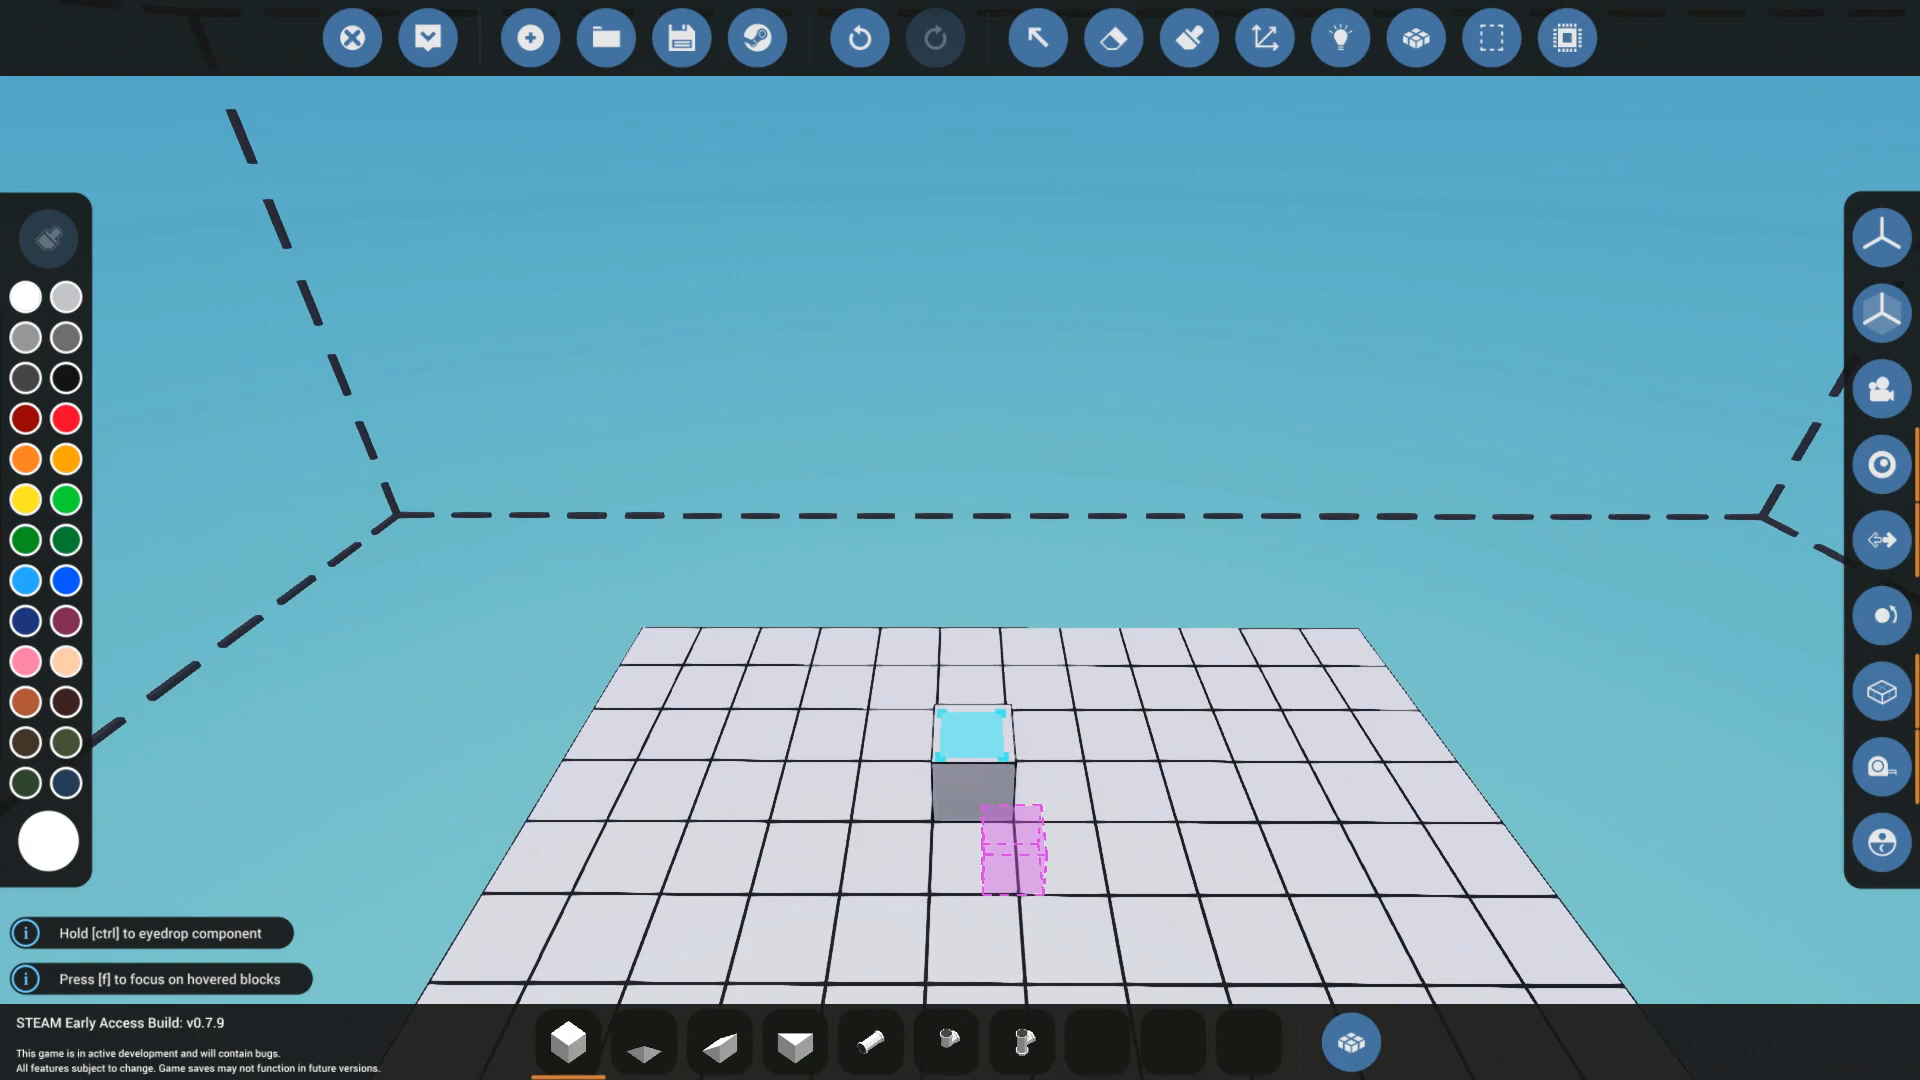 Hold [ctrl] to eyedrop component
Press [f] to focus on hovered blocks
STEAM Early Access Build: v0.7.9
This game is in active development and will contain bugs.
All features subject to change. Game saves may not function in future versions.